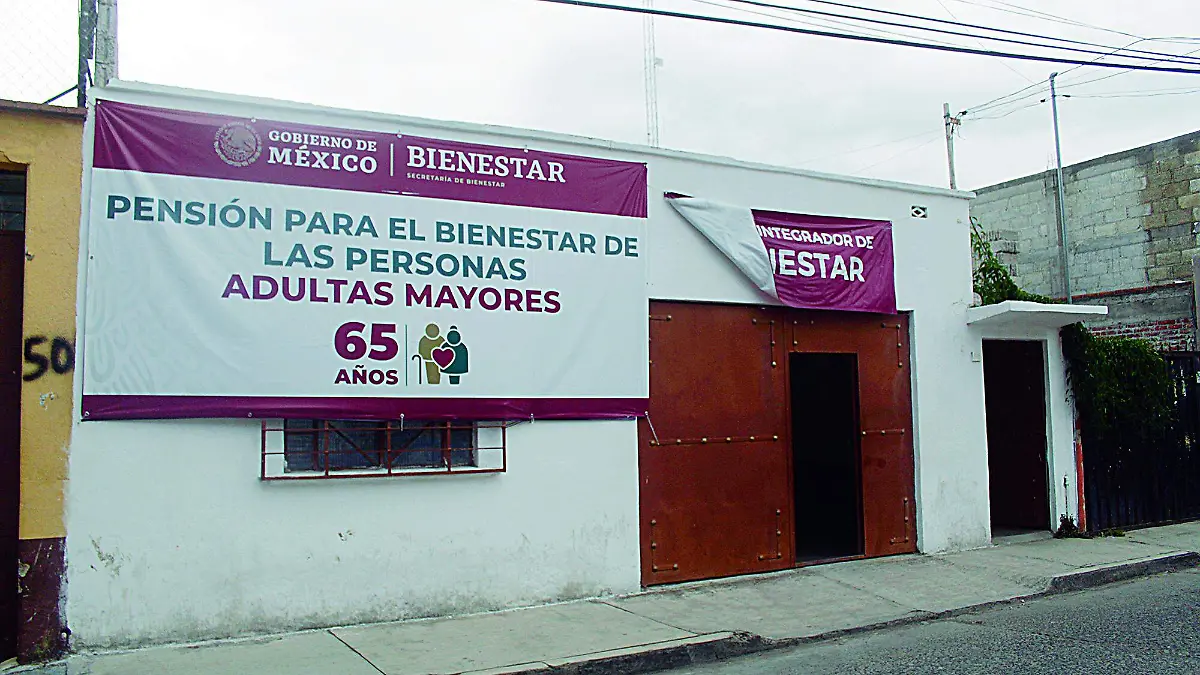 GOBIERNO DE
MÉXICO
BIENESTAR
SECRETARÍA DE BIENESTAR
PENSIÓN PARA EL BIENESTAR DE
LAS PERSONAS
ADULTAS MAYORES
65
AÑOS
INTEGRADOR DE
IESTAR
50